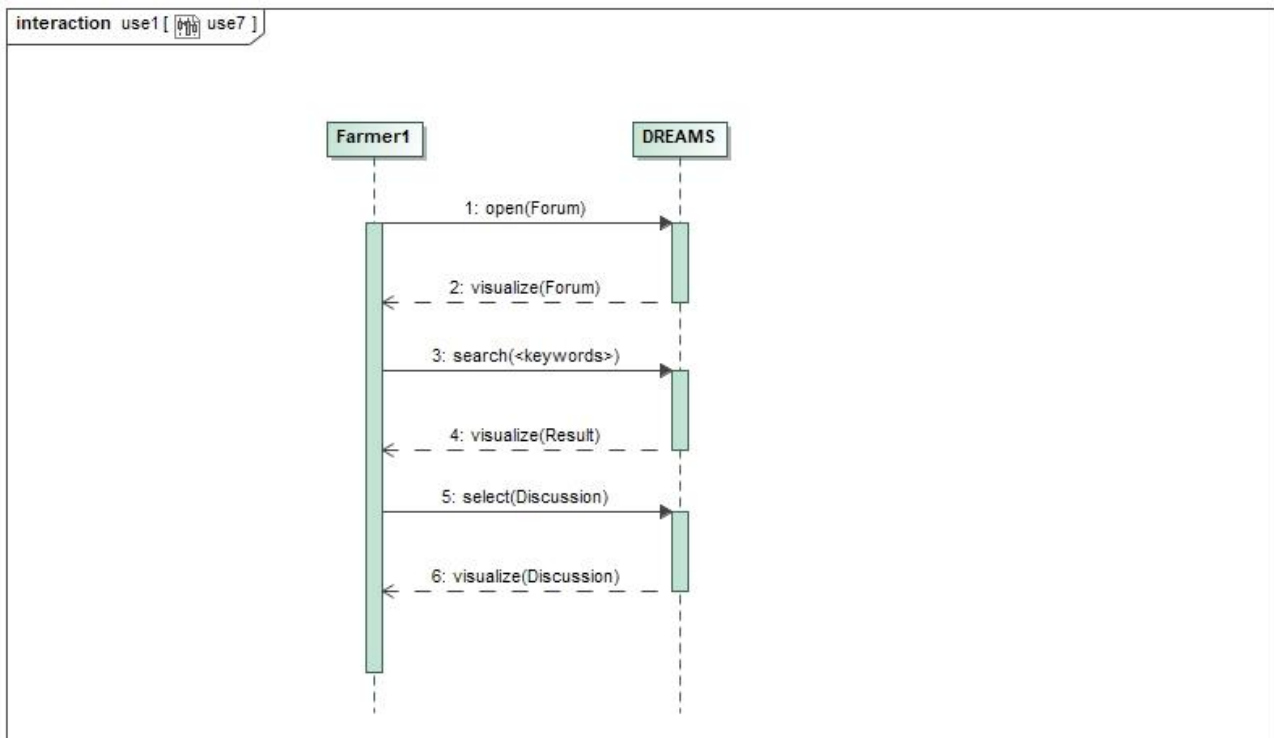 interaction use1 [ use7 ]
Farmer1
DREAMS
1: open(Forum)
2: visualize(Forum)
3: search(<keywords>)
4: visualize(Result)
5: select(Discussion)
6: visualize(Discussion)